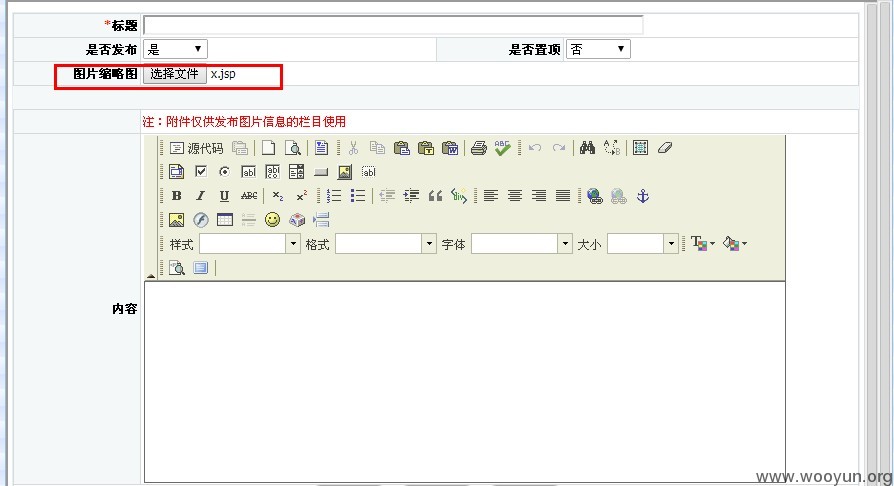 *标题
是否发布 是 是否置顶 否
图片缩略图 选择文件 x.jsp
注：附件仅供发布图片信息的栏目使用
源代码
B I U ABC x₂ x²
样式 格式 字体 大小
内容
www.wooyun.org